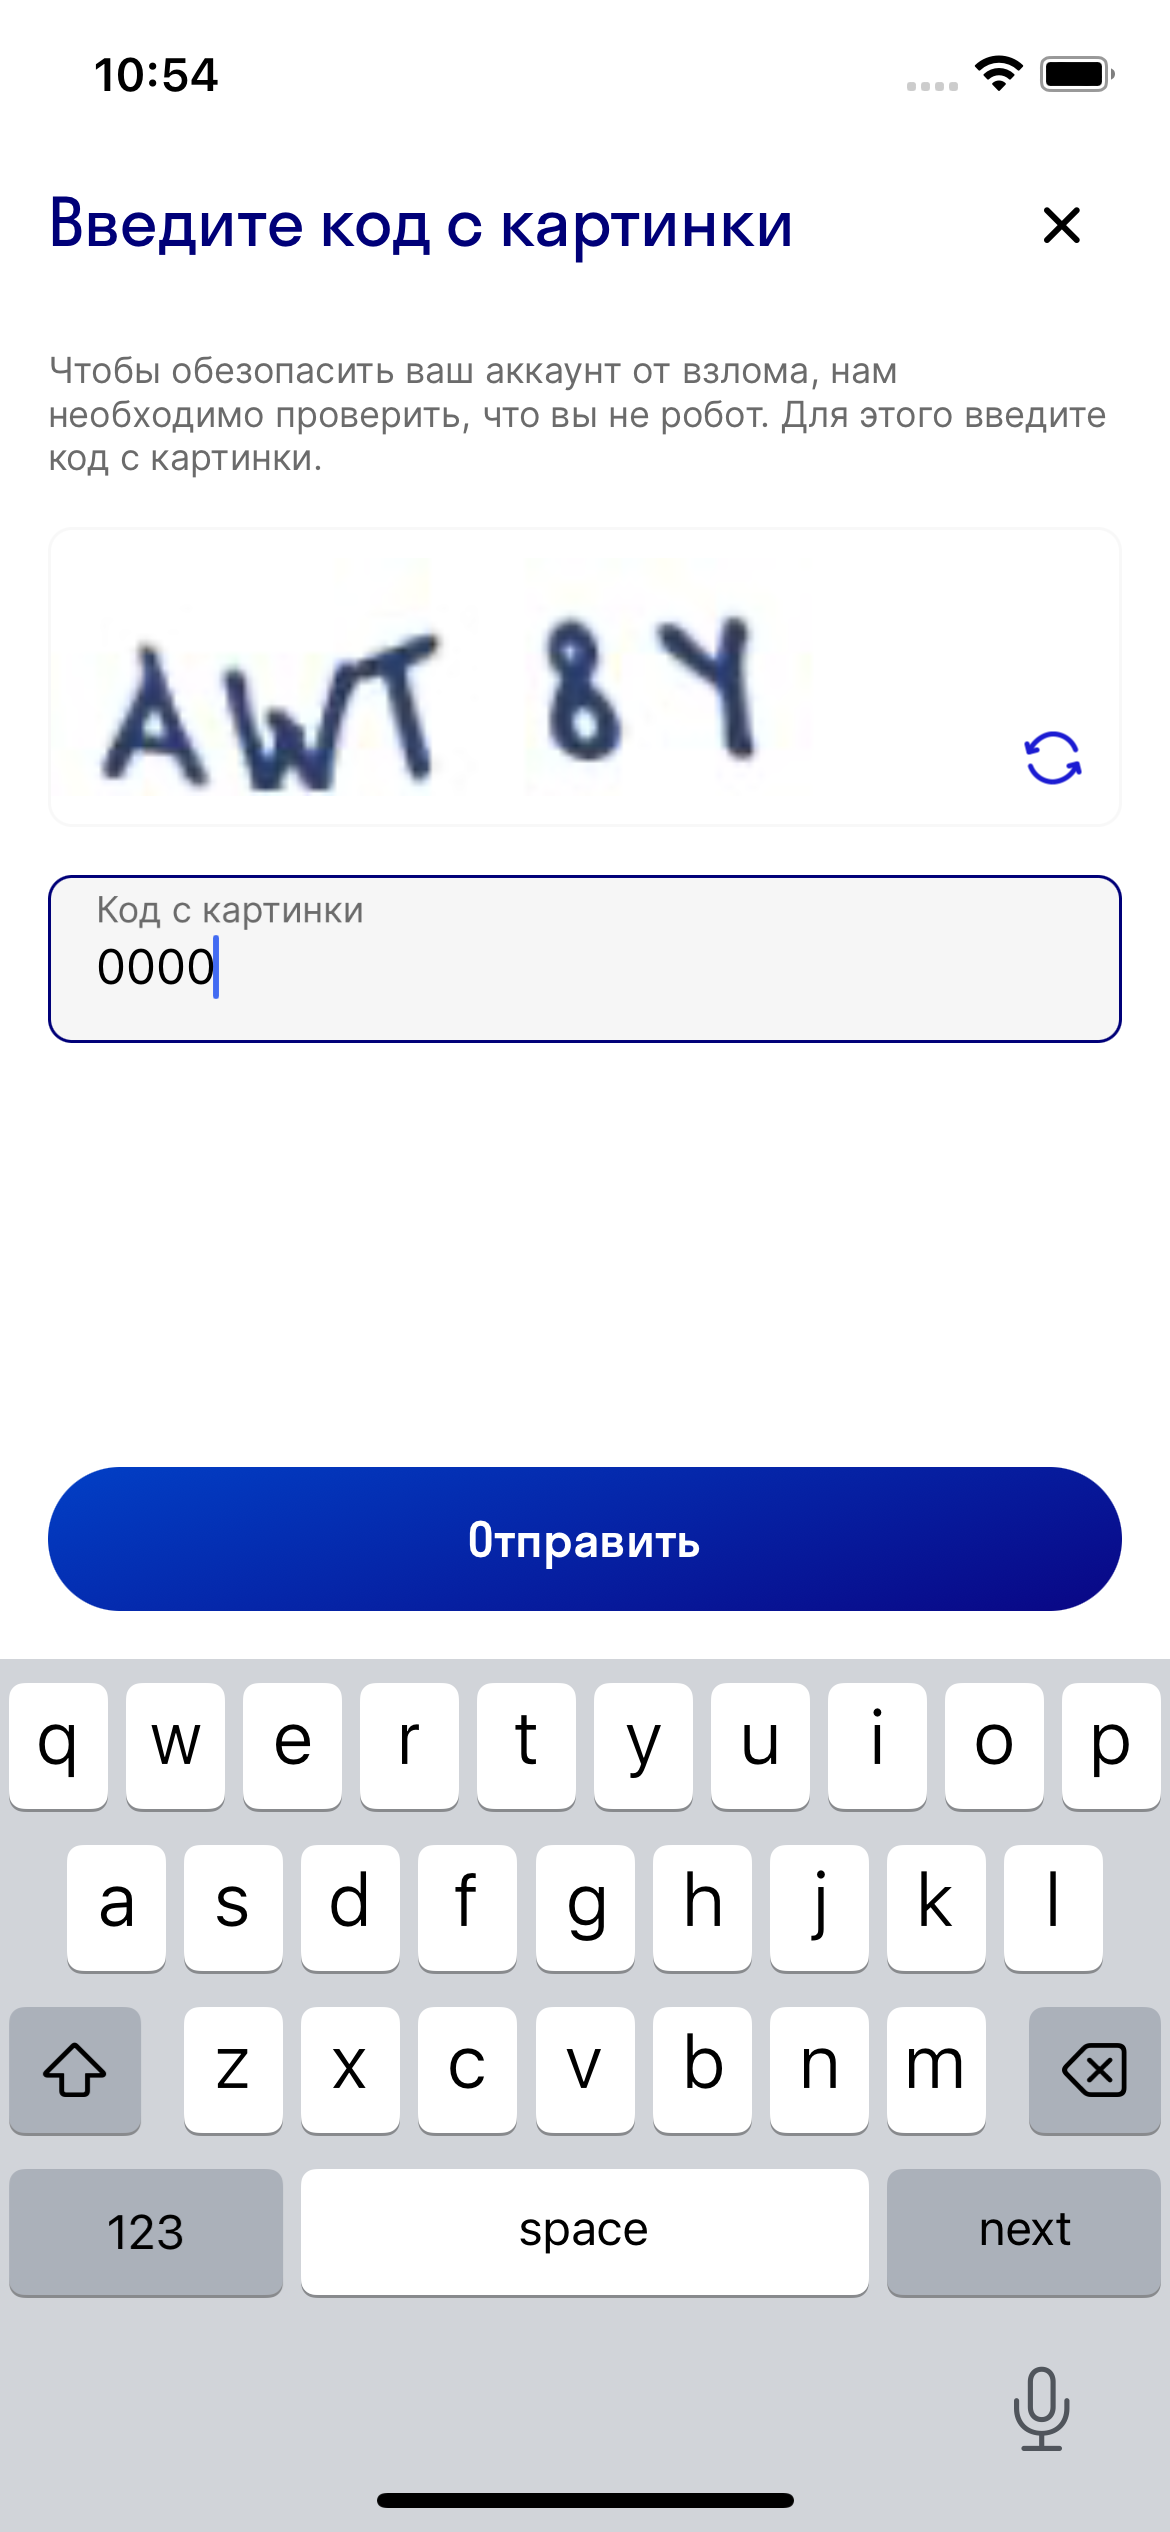 10:54
Введите код с картинки
Чтобы обезопасить ваш аккаунт от взлома, нам
необходимо проверить, что вы не робот. Для этого введите
код с картинки.
AWT 8Y
Код с картинки
0000
Отправить
q w e r t y u i o p
a s d f g h j k l
z x c v b n m
123 space next